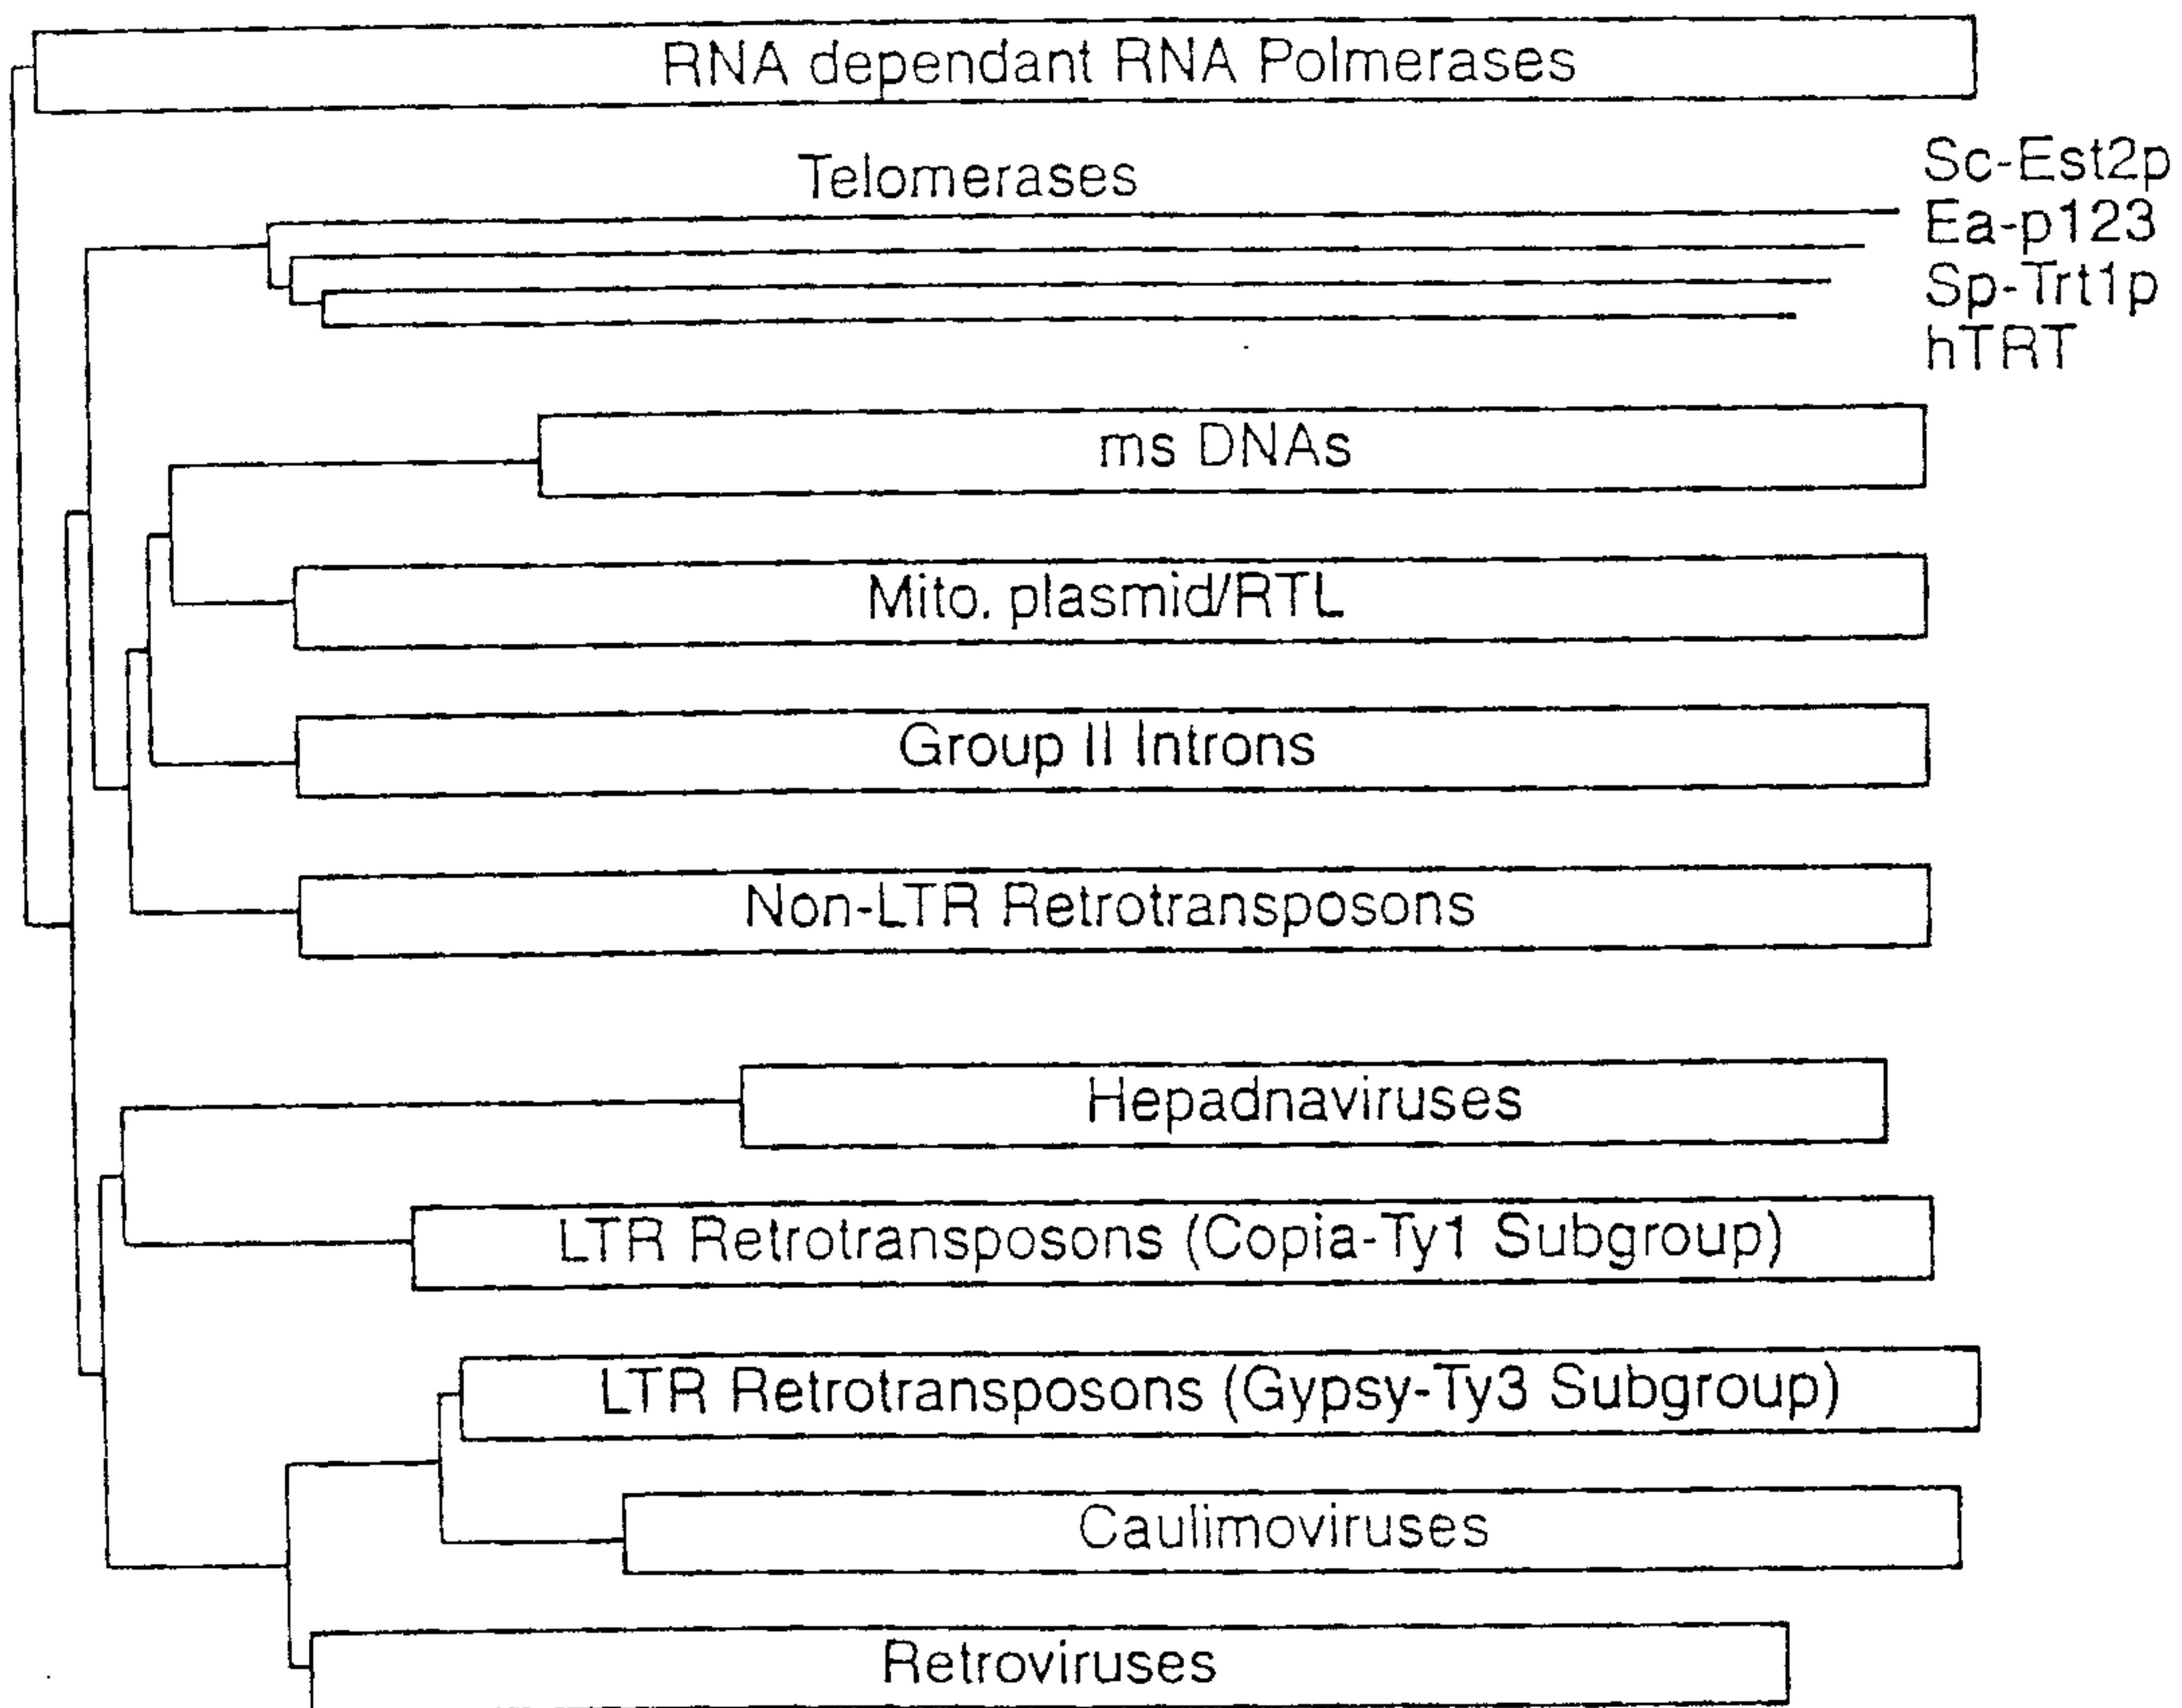 RNA dependant RNA Polmerases
Telomerases
Sc-Est2p
Ea-p123
Sp-Trt1p
hTRT
ms DNAs
Mito. plasmid/RTL
Group II Introns
Non-LTR Retrotransposons
Hepadnaviruses
LTR Retrotransposons (Copia-Ty1 Subgroup)
LTR Retrotransposons (Gypsy-Ty3 Subgroup)
Caulimoviruses
Retroviruses